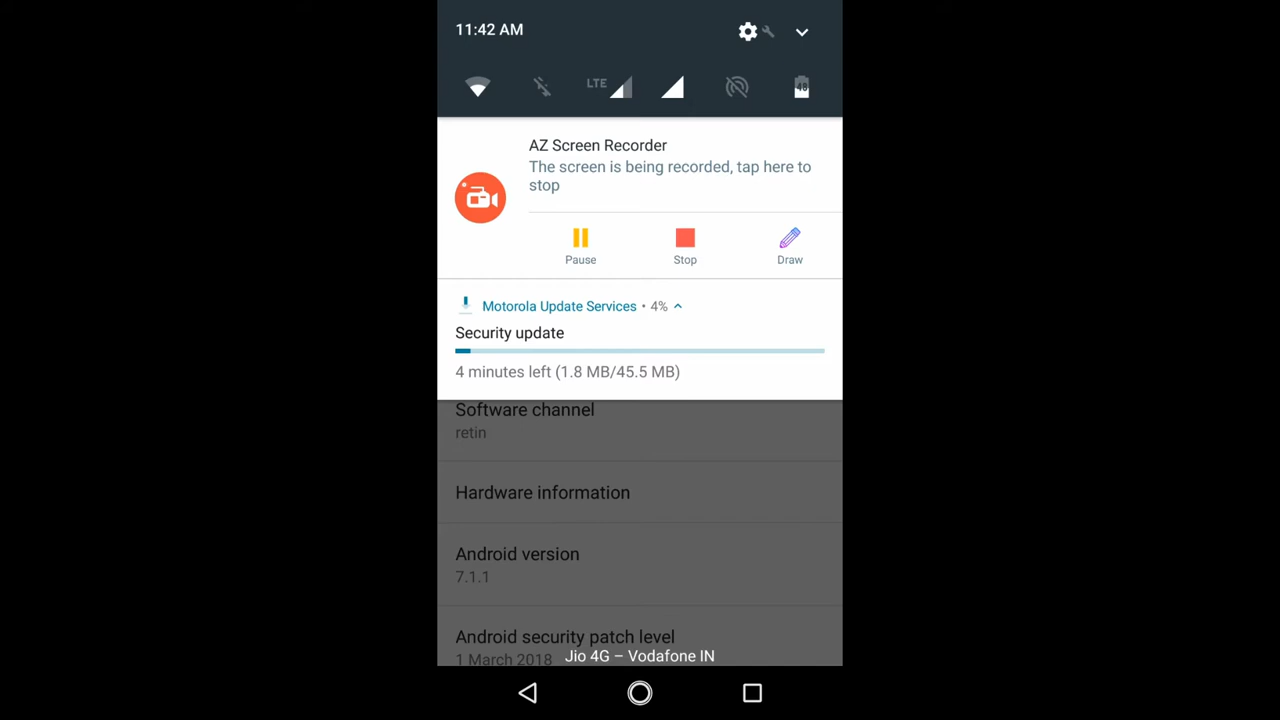 11:42 AM
LTE
48
AZ Screen Recorder
The screen is being recorded, tap here to
stop
Pause
Stop
Draw
Motorola Update Services • 4%
Security update
4 minutes left (1.8 MB/45.5 MB)
Software channel
retin
Hardware information
Android version
7.1.1
Android security patch level
1 March 2018
Jio 4G – Vodafone IN